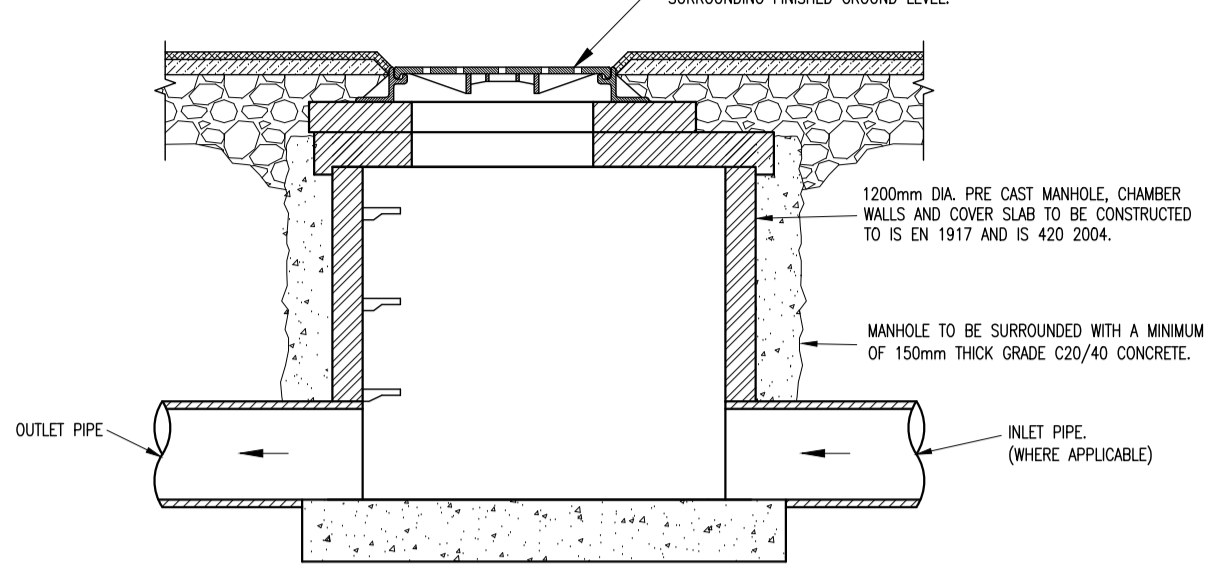 SURROUNDING FINISHED GROUND LEVEL.
1200mm DIA. PRE CAST MANHOLE, CHAMBER
WALLS AND COVER SLAB TO BE CONSTRUCTED
TO IS EN 1917 AND IS 420 2004.
MANHOLE TO BE SURROUNDED WITH A MINIMUM
OF 150mm THICK GRADE C20/40 CONCRETE.
OUTLET PIPE
INLET PIPE.
(WHERE APPLICABLE)